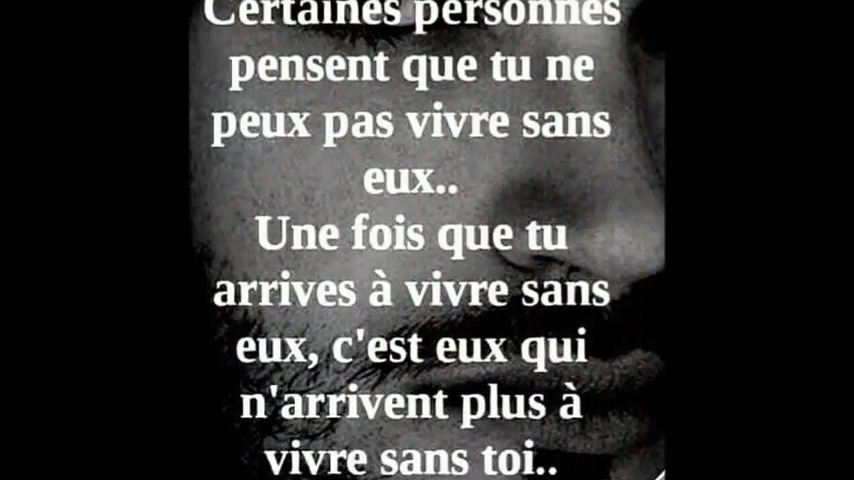 Certaines personnes
pensent que tu ne
peux pas vivre sans
eux..
Une fois que tu
arrives à vivre sans
eux, c'est eux qui
n'arrivent plus à
vivre sans toi..